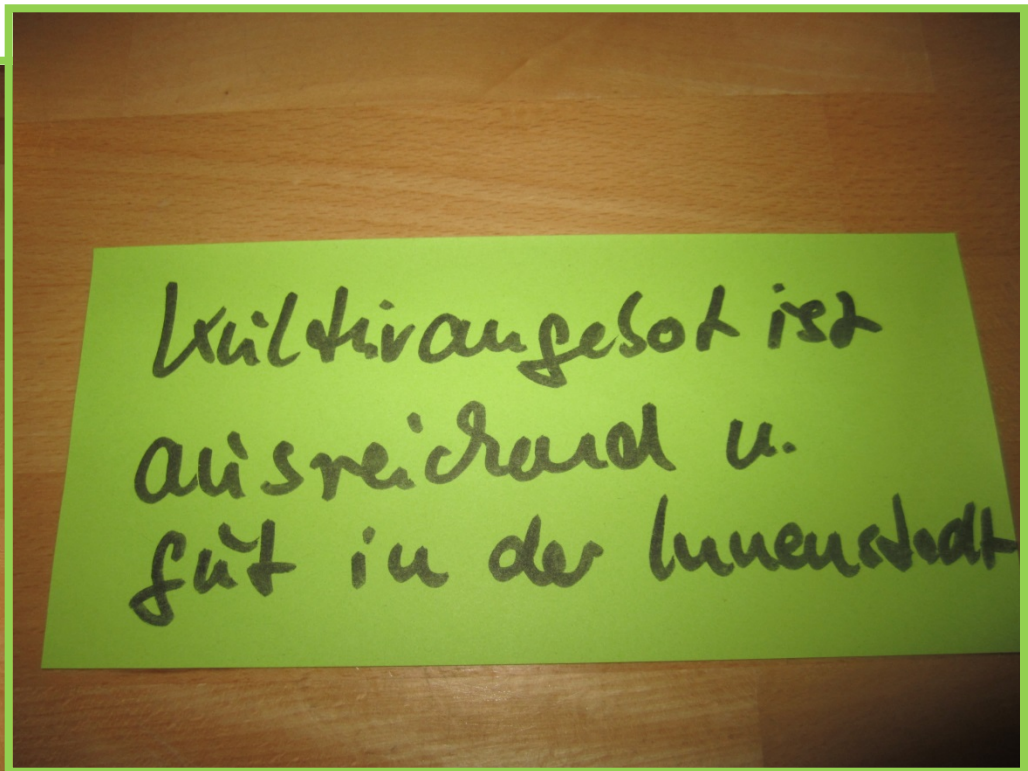 Kulturangebot ist
ausreichend u.
gut in der Innenstadt